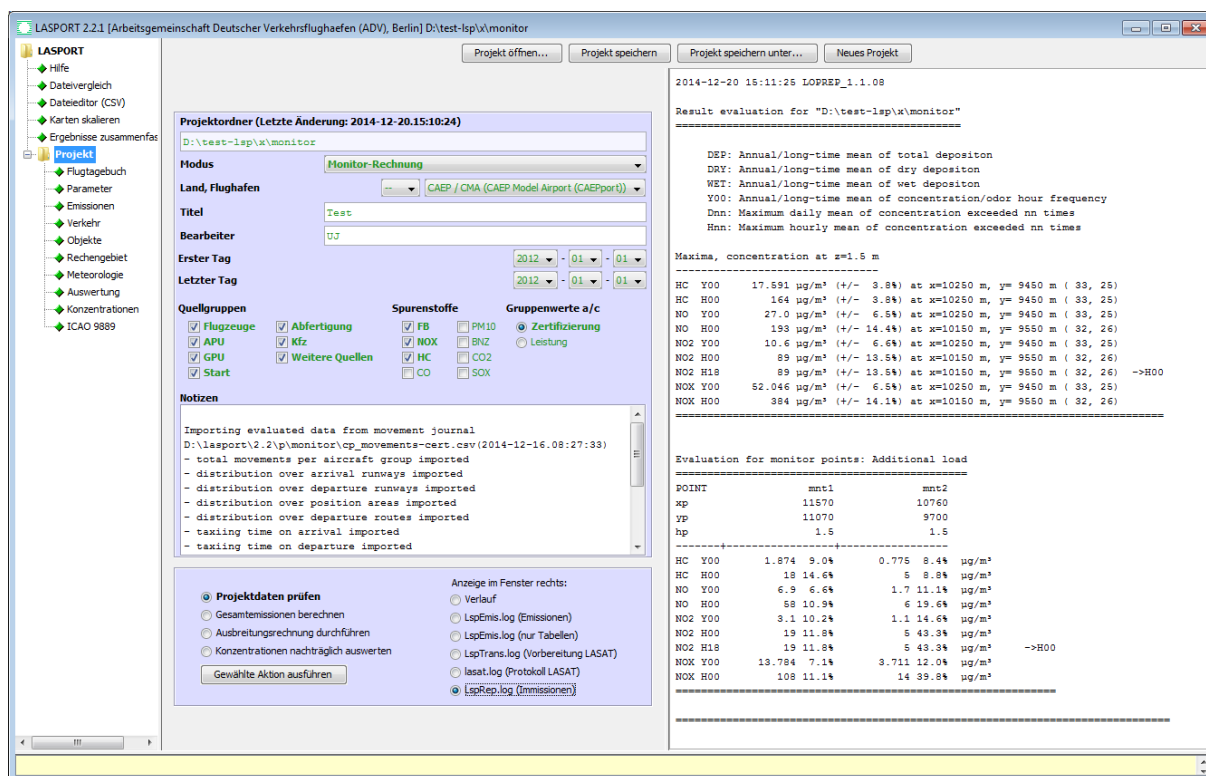 LASPORT 2.2.1 [Arbeitsgemeinschaft Deutscher Verkehrsflughaefen (ADV), Berlin] D:\test-lsp\x\monitor
LASPORT
Hilfe
Dateivergleich
Dateieditor (CSV)
Karten skalieren
Ergebnisse zusammenfas
Projekt
Flugtagebuch
Parameter
Emissionen
Verkehr
Objekte
Rechengebiet
Meteorologie
Auswertung
Konzentrationen
ICAO 9889
Projekt öffnen... Projekt speichern Projekt speichern unter... Neues Projekt
Projektordner (Letzte Änderung: 2014-12-20.15:10:24)
D:\test-lsp\x\monitor
Modus Monitor-Rechnung
Land, Flughafen -- CAEP / CMA (CAEP Model Airport (CAEPport))
Titel Test
Bearbeiter UJ
Erster Tag 2012 - 01 - 01
Letzter Tag 2012 - 01 - 01
Quellgruppen Spurenstoffe Gruppenwerte a/c
Flugzeuge Abfertigung FB PM10 Zertifizierung
APU Kfz NOX BNZ Leistung
GPU Weitere Quellen HC CO2
Start CO SOX
Notizen
Importing evaluated data from movement journal
D:\lasport\2.2\p\monitor\cp_movements-cert.csv(2014-12-16.08:27:33)
- total movements per aircraft group imported
- distribution over arrival runways imported
- distribution over departure runways imported
- distribution over position areas imported
- distribution over departure routes imported
- taxiing time on arrival imported
- taxiing time on departure imported
Projektdaten prüfen
Gesamtemissionen berechnen
Ausbreitungsrechnung durchführen
Konzentrationen nachträglich auswerten
Gewählte Aktion ausführen
Anzeige im Fenster rechts:
Verlauf
LspEmis.log (Emissionen)
LspEmis.log (nur Tabellen)
LspTrans.log (Vorbereitung LASAT)
lasat.log (Protokoll LASAT)
LspRep.log (Immissionen)
2014-12-20 15:11:25 LOPREP_1.1.08
Result evaluation for "D:\test-lsp\x\monitor"
=============================================
DEP: Annual/long-time mean of total depositon
DRY: Annual/long-time mean of dry depositon
WET: Annual/long-time mean of wet depositon
Y00: Annual/long-time mean of concentration/odor hour frequency
Dnn: Maximum daily mean of concentration exceeded nn times
Hnn: Maximum hourly mean of concentration exceeded nn times
Maxima, concentration at z=1.5 m
--------------------------------
HC Y00 17.591 µg/m³ (+/- 3.8%) at x=10250 m, y= 9450 m ( 33, 25)
HC H00 164 µg/m³ (+/- 3.8%) at x=10250 m, y= 9450 m ( 33, 25)
NO Y00 27.0 µg/m³ (+/- 6.5%) at x=10250 m, y= 9450 m ( 33, 25)
NO H00 193 µg/m³ (+/- 14.4%) at x=10150 m, y= 9550 m ( 32, 26)
NO2 Y00 10.6 µg/m³ (+/- 6.6%) at x=10250 m, y= 9450 m ( 33, 25)
NO2 H00 89 µg/m³ (+/- 13.5%) at x=10150 m, y= 9550 m ( 32, 26)
NO2 H18 89 µg/m³ (+/- 13.5%) at x=10150 m, y= 9550 m ( 32, 26) ->H00
NOX Y00 52.046 µg/m³ (+/- 6.5%) at x=10250 m, y= 9450 m ( 33, 25)
NOX H00 384 µg/m³ (+/- 14.1%) at x=10150 m, y= 9550 m ( 32, 26)
=============================================================================
Evaluation for monitor points: Additional load
==============================================
POINT mnt1 mnt2
xp 11570 10760
yp 11070 9700
hp 1.5 1.5
-------+-----------------+-----------------
HC Y00 1.874 9.0% 0.775 8.4% µg/m³
HC H00 18 14.6% 5 8.8% µg/m³
NO Y00 6.9 6.6% 1.7 11.1% µg/m³
NO H00 58 10.9% 6 19.6% µg/m³
NO2 Y00 3.1 10.2% 1.1 14.6% µg/m³
NO2 H00 19 11.8% 5 43.3% µg/m³
NO2 H18 19 11.8% 5 43.3% µg/m³ ->H00
NOX Y00 13.784 7.1% 3.711 12.0% µg/m³
NOX H00 108 11.1% 14 39.8% µg/m³
============================================================
==============================================================================